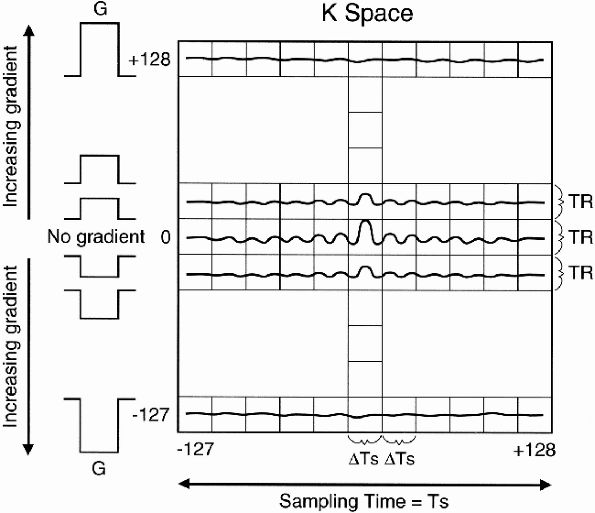 K Space
G
Increasing gradient
+128
TR
No gradient 0
TR
TR
Increasing gradient
-127
G
-127
+128
ΔTs ΔTs
Sampling Time = Ts